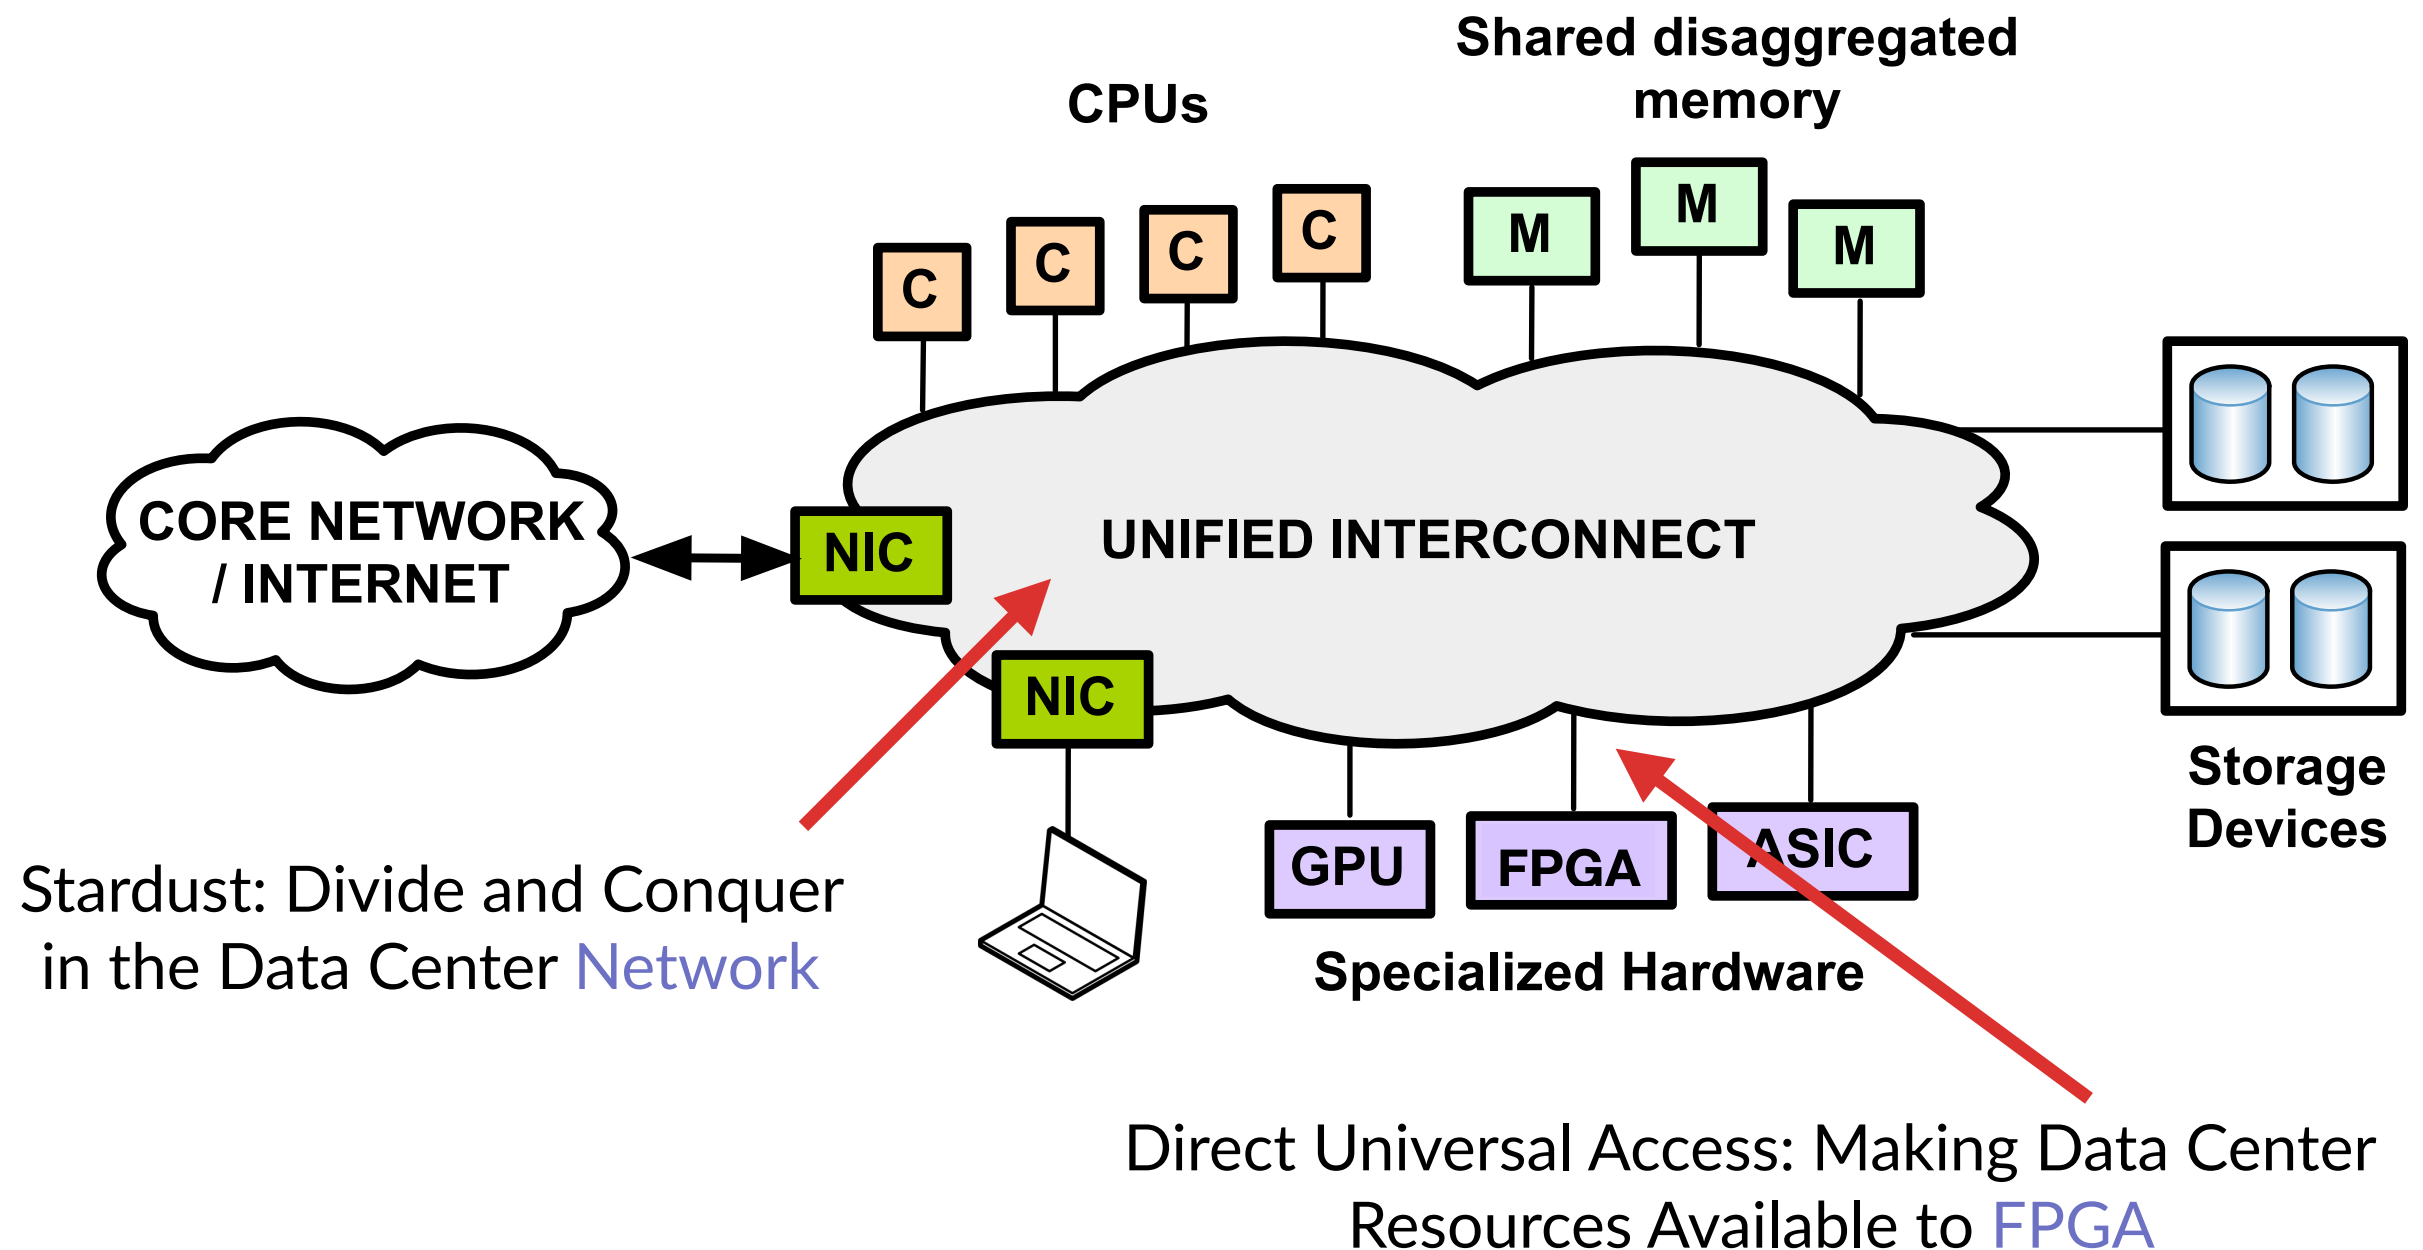 Shared disaggregated
memory
CPUs
C
C
C
C
M
M
M
CORE NETWORK
/ INTERNET
NIC
UNIFIED INTERCONNECT
NIC
Storage
Devices
GPU
FPGA
ASIC
Specialized Hardware
Stardust: Divide and Conquer
in the Data Center Network
Direct Universal Access: Making Data Center
Resources Available to FPGA